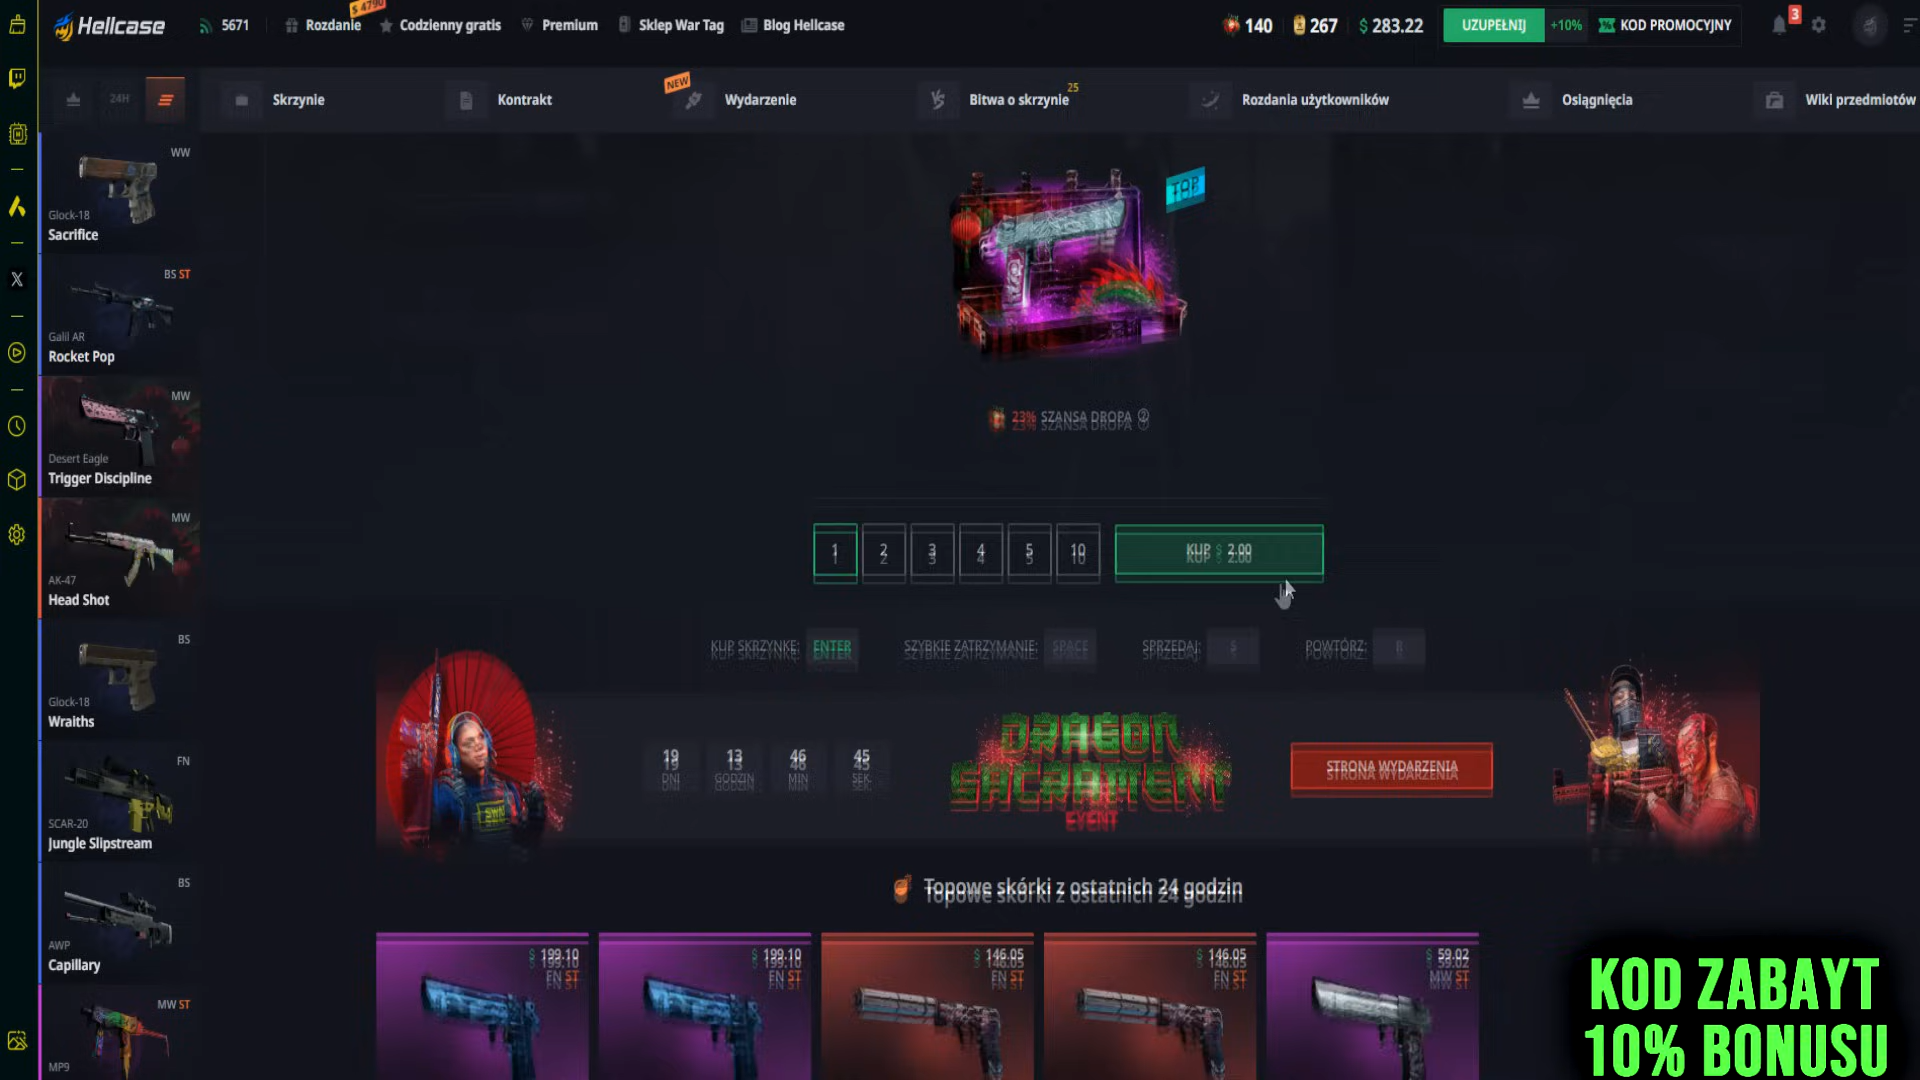 Hellcase
5671
Rozdanie
$ 4790
Codzienny gratis
Premium
Sklep War Tag
Blog Hellcase
140
267
$ 283.22
UZUPEŁNIJ
+10%
KOD PROMOCYJNY
3
24H
Skrzynie
Kontrakt
NEW
Wydarzenie
Bitwa o skrzynie
25
Rozdania użytkowników
Osiągnięcia
Wiki przedmiotów
WW
Glock-18
Sacrifice
BS ST
Galil AR
Rocket Pop
MW
Desert Eagle
Trigger Discipline
MW
AK-47
Head Shot
BS
Glock-18
Wraiths
FN
SCAR-20
Jungle Slipstream
BS
AWP
Capillary
MW ST
MP9
TOP
23% SZANSA DROPA
1
2
3
4
5
10
KUP $ 2.00
KUP SKRZYNKĘ:
ENTER
SZYBKIE ZATRZYMANIE:
SPACE
SPRZEDAJ:
S
POWTÓRZ:
R
19
DNI
13
GODZIN
46
MIN
45
SEK.
DRAGON
SACRAMENT
EVENT
STRONA WYDARZENIA
Topowe skórki z ostatnich 24 godzin
$ 199.10
FN ST
$ 199.10
FN ST
$ 146.05
FN ST
$ 146.05
FN ST
$ 59.02
MW ST
KOD ZABAYT
10% BONUSU